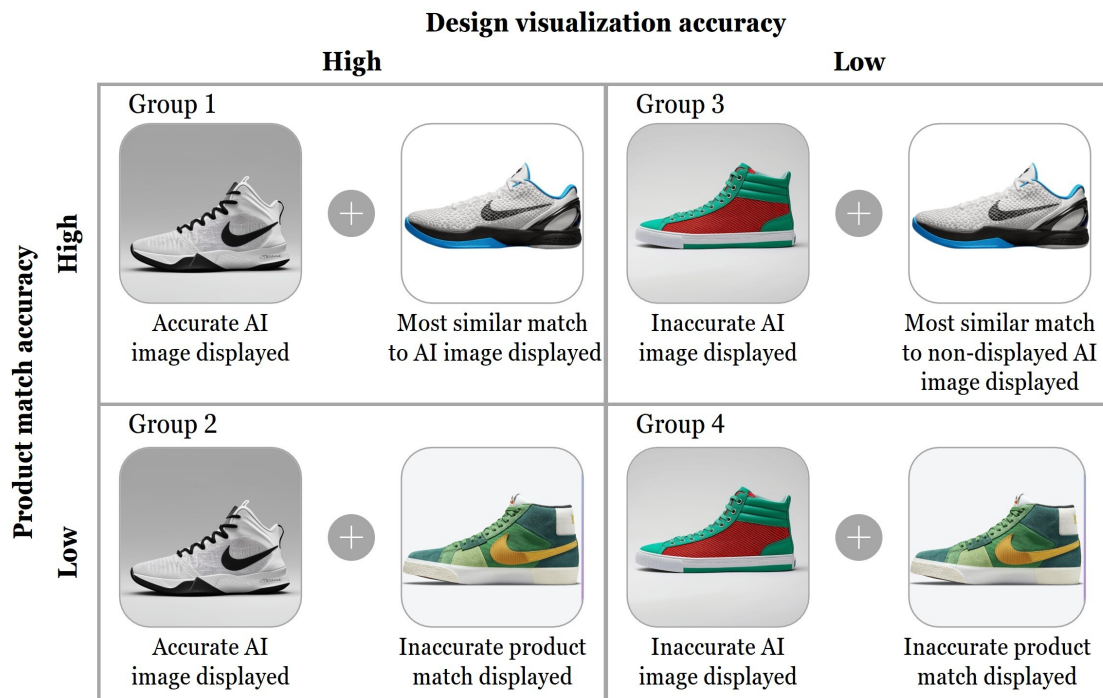 Design visualization accuracy
High
Low
Product match accuracy
High
Group 1
Accurate AI
image displayed
Most similar match
to AI image displayed
Group 3
Inaccurate AI
image displayed
Most similar match
to non-displayed AI
image displayed
Low
Group 2
Accurate AI
image displayed
Inaccurate product
match displayed
Group 4
Inaccurate AI
image displayed
Inaccurate product
match displayed